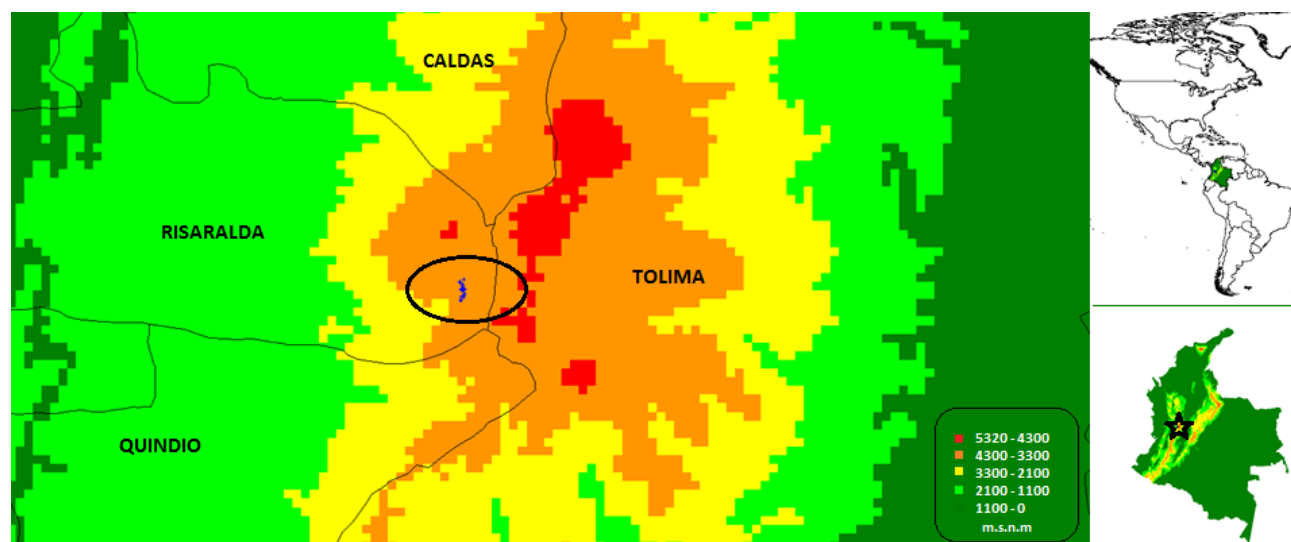 CALDAS
RISARALDA
TOLIMA
QUINDIO
5320 - 4300
4300 - 3300
3300 - 2100
2100 - 1100
1100 - 0
m.s.n.m